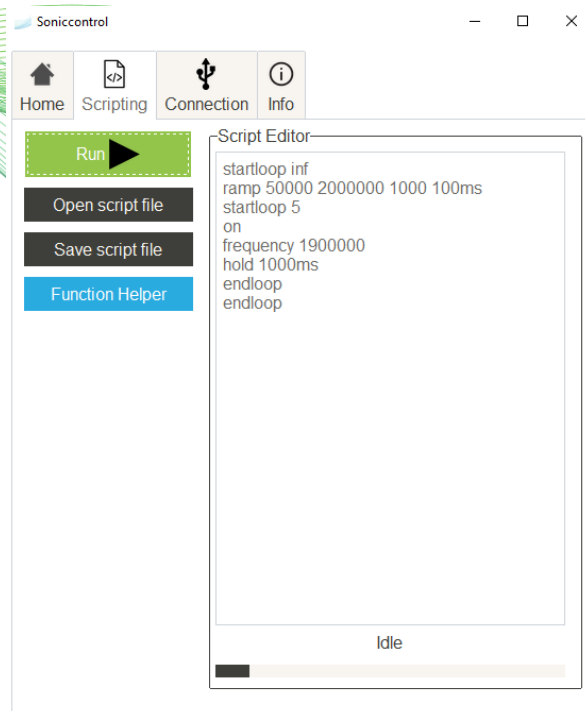 Soniccontrol
Home Scripting Connection Info
Run
Open script file
Save script file
Function Helper
Script Editor
startloop inf
ramp 50000 2000000 1000 100ms
startloop 5
on
frequency 1900000
hold 1000ms
endloop
endloop
Idle